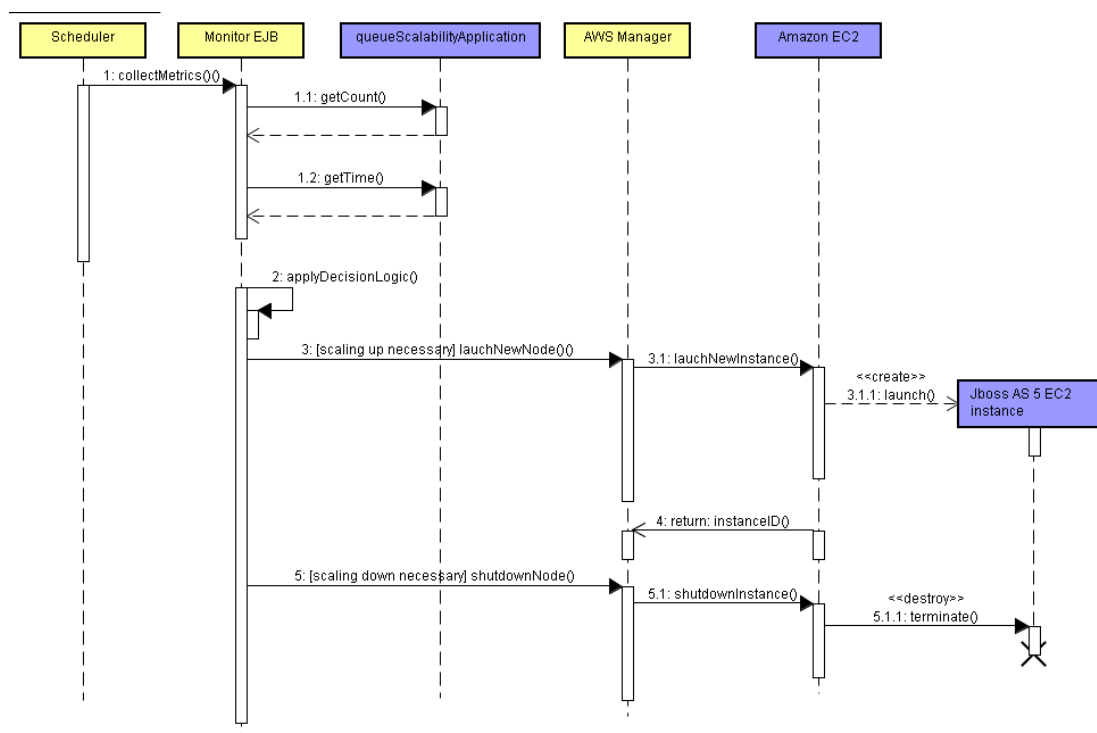 Scheduler
Monitor EJB
queueScalabilityApplication
AWS Manager
Amazon EC2
1: collectMetrics()()
1.1: getCount()
1.2: getTime()
2: applyDecisionLogic()
3: [scaling up necessary] lauchNewNode()()
3.1: lauchNewInstance()
<<create>>
3.1.1: launch()
Jboss AS 5 EC2
instance
4: return: instanceID()
5: [scaling down necessary] shutdownNode()
5.1: shutdownInstance()
<<destroy>>
5.1.1: terminate()